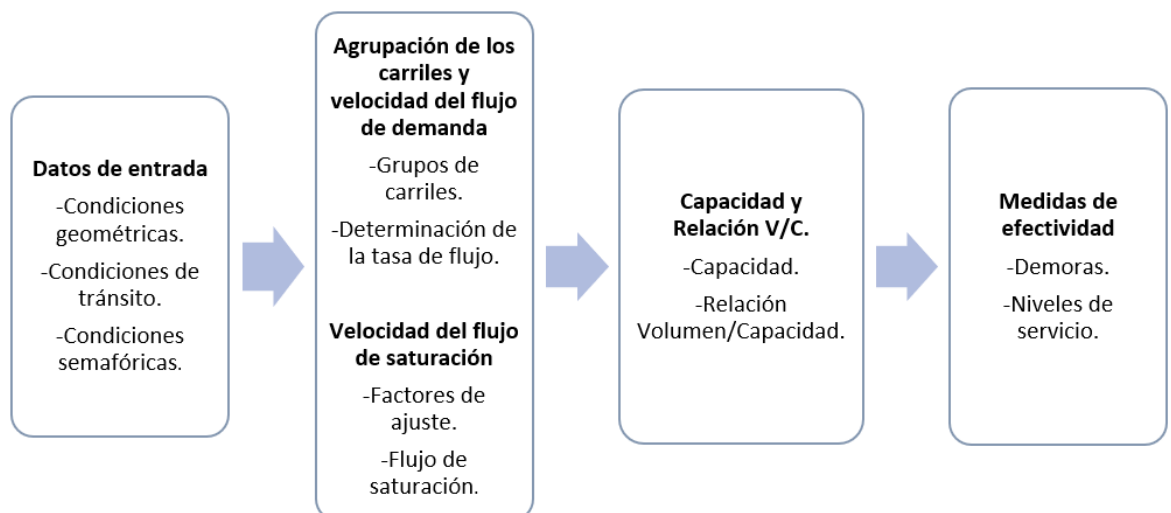 Datos de entrada
-Condiciones
geométricas.
-Condiciones de
tránsito.
-Condiciones
semafóricas.
Agrupación de los
carriles y
velocidad del flujo
de demanda
-Grupos de
carriles.
-Determinación de
la tasa de flujo.
Velocidad del flujo
de saturación
-Factores de
ajuste.
-Flujo de
saturación.
Capacidad y
Relación V/C.
-Capacidad.
-Relación
Volumen/Capacidad.
Medidas de
efectividad
-Demoras.
-Niveles de
servicio.